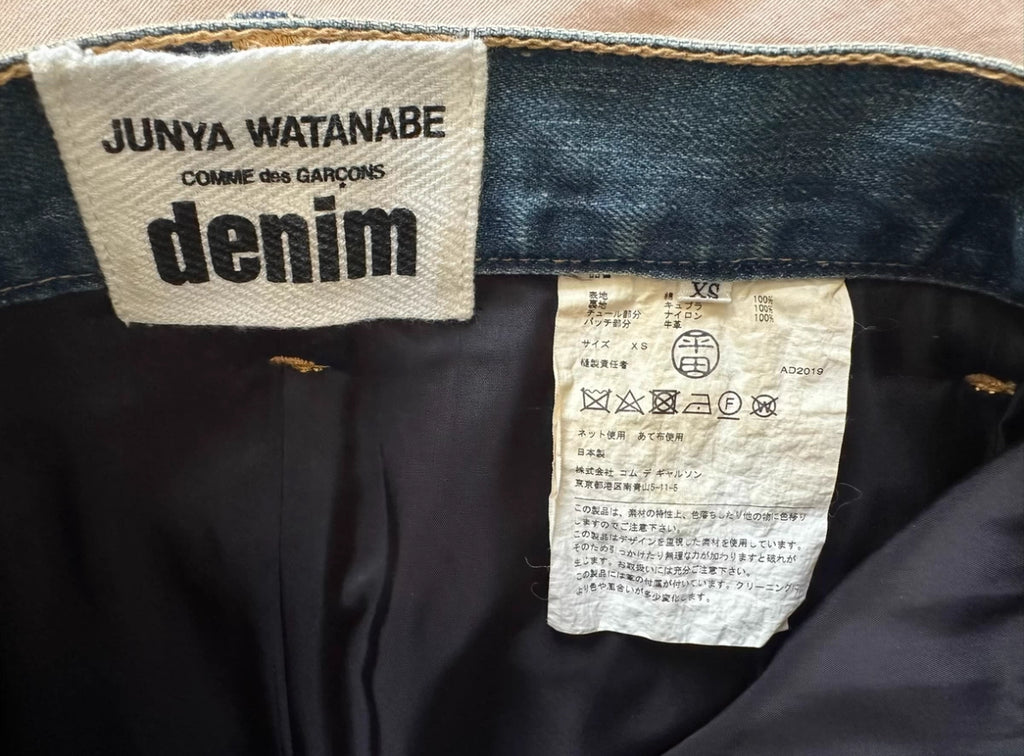 JUNYA WATANABE
COMME des GARÇONS
denim
XS
表地 綿 100%
裏地 キュプラ 100%
チュール部分 ナイロン 100%
パッチ部分 牛革
サイズ XS
平田
縫製責任者
AD2019
F
W
ネット使用 あて布使用
日本製
株式会社 コム デ ギャルソン
東京都港区南青山5-11-5
この製品は、素材の特性上、色落ちしたり他の物に色移り
しますのでご注意下さい。
この製品はデザインを重視した素材を使用しています。
そのため引っかけたり無理な力が加わりますと破れが
生じます。お取扱いには充分ご注意下さい。
この製品には革の付属が付いています。クリーニングに
より色や風合いが多少変化します。